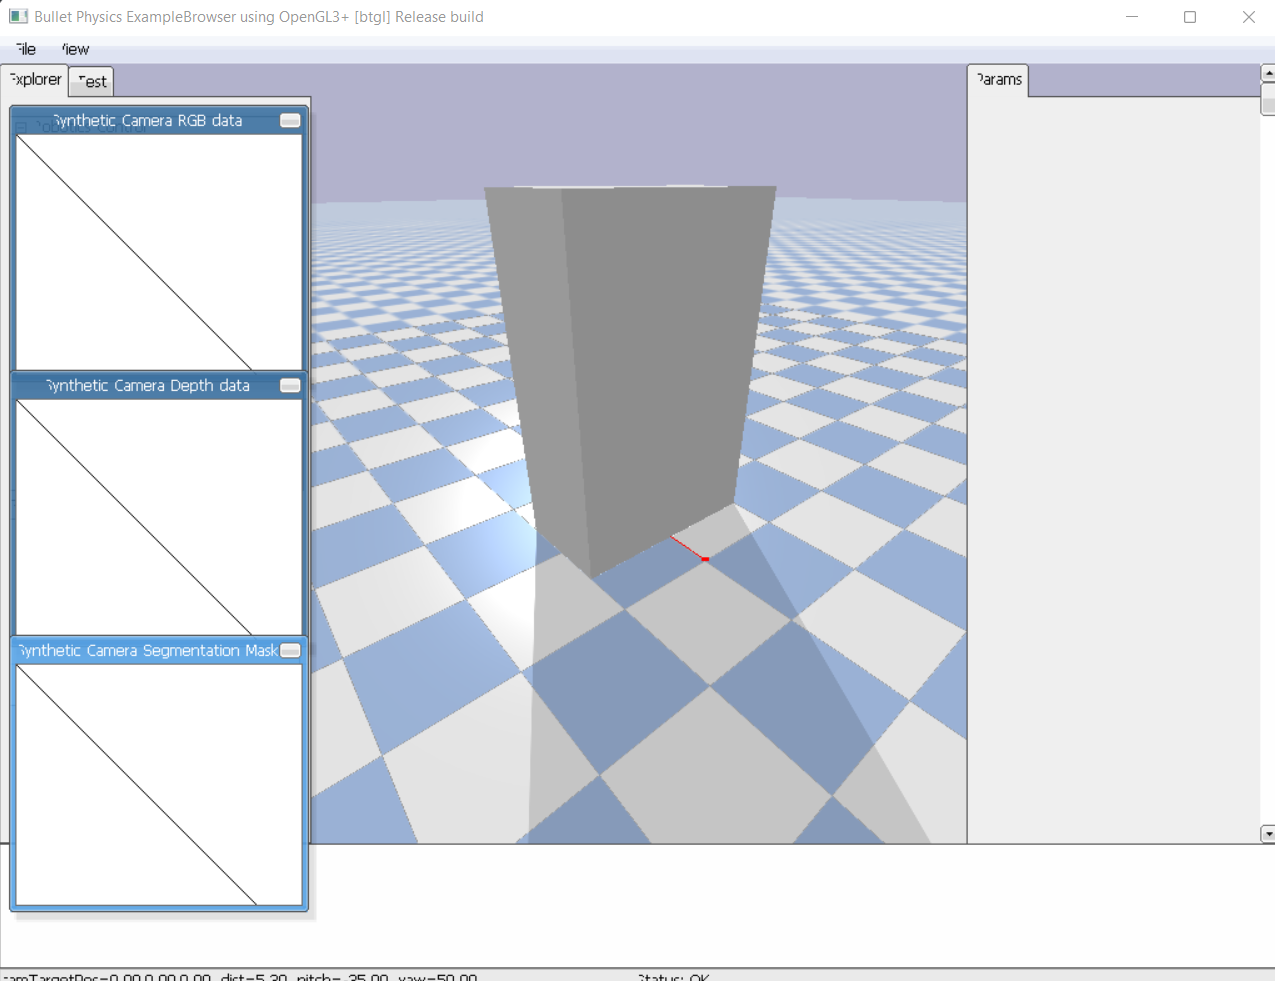 Bullet Physics ExampleBrowser using OpenGL3+ [btgl] Release build
File View
Explorer Test Params
Synthetic Camera RGB data
Synthetic Camera Depth data
Synthetic Camera Segmentation Mask
camTargetPos=0.00,0.00,0.00, dist=5.30, pitch=-35.00, yaw=50.00 Status: OK